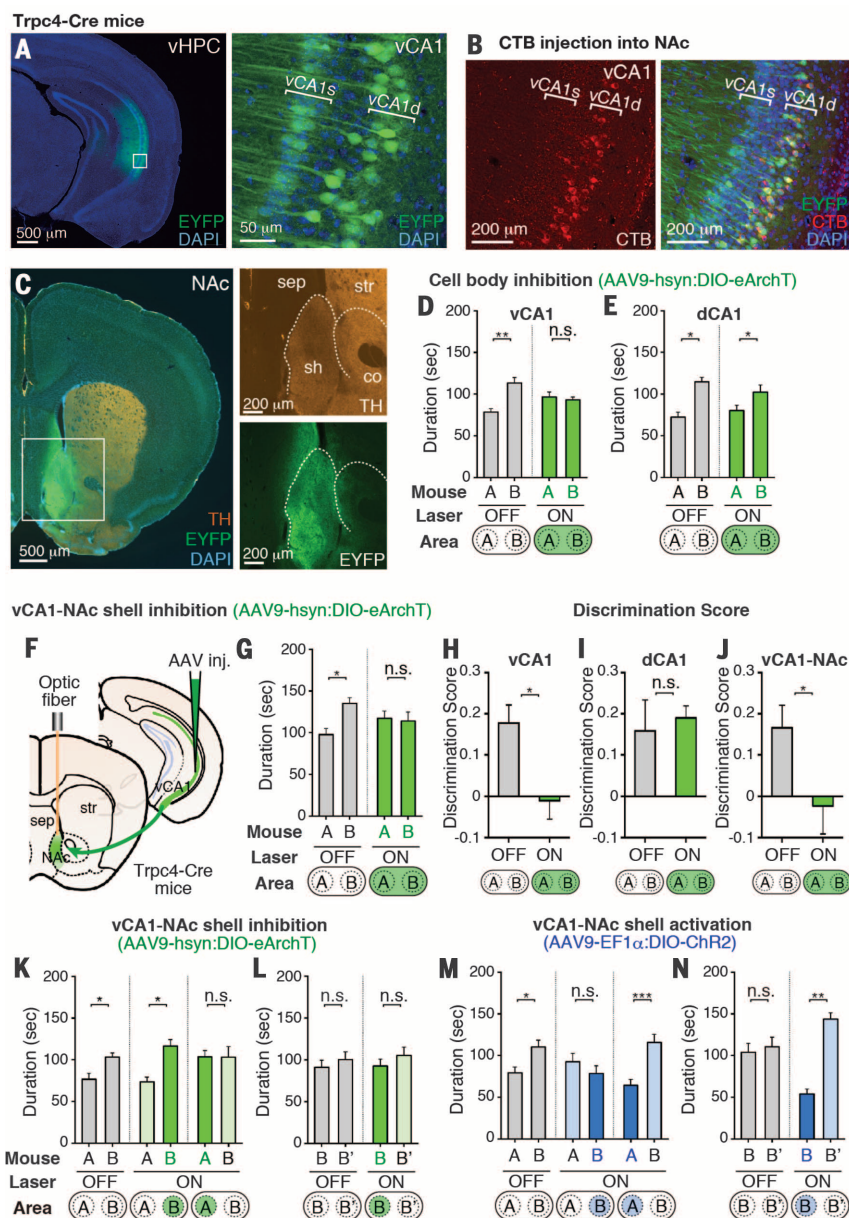 Trpc4-Cre mice
A
vHPC
EYFP
DAPI
500 μm
vCA1
vCA1s
vCA1d
EYFP
DAPI
50 μm
B CTB injection into NAc
vCA1
vCA1s
vCA1d
200 μm
CTB
vCA1s
vCA1d
EYFP
CTB
DAPI
200 μm
C
NAc
TH
EYFP
DAPI
500 μm
sep
str
sh
co
TH
200 μm
EYFP
200 μm
Cell body inhibition (AAV9-hsyn:DIO-eArchT)
D
vCA1
Duration (sec)
200
150
100
50
0
**
n.s.
Mouse A B A B
Laser OFF ON
Area A B A B
E
dCA1
Duration (sec)
200
150
100
50
0
*
*
A B A B
OFF ON
A B A B
vCA1-NAc shell inhibition (AAV9-hsyn:DIO-eArchT)
F
AAV inj.
Optic
fiber
vCA1
str
sep
NAc
Trpc4-Cre
mice
G
Duration (sec)
200
150
100
50
0
*
n.s.
Mouse A B A B
Laser OFF ON
Area A B A B
Discrimination Score
H
vCA1
Discrimination Score
0.3
0.2
0.1
0
-0.1
*
OFF ON
A B A B
I
dCA1
Discrimination Score
0.3
0.2
0.1
0
-0.1
n.s.
OFF ON
A B A B
J
vCA1-NAc
Discrimination Score
0.3
0.2
0.1
0
-0.1
*
OFF ON
A B A B
vCA1-NAc shell inhibition
(AAV9-hsyn:DIO-eArchT)
K
Duration (sec)
200
150
100
50
0
*
*
n.s.
Mouse A B A B A B
Laser OFF ON
Area A B A B A B
L
Duration (sec)
200
150
100
50
0
n.s.
n.s.
B B' B B'
OFF ON
B B' B B'
vCA1-NAc shell activation
(AAV9-EF1α:DIO-ChR2)
M
Duration (sec)
200
150
100
50
0
*
n.s.
***
Mouse A B A B A B
Laser OFF ON
Area A B A B A B
N
Duration (sec)
200
150
100
50
0
n.s.
**
B B' B B'
OFF ON
B B' B B'